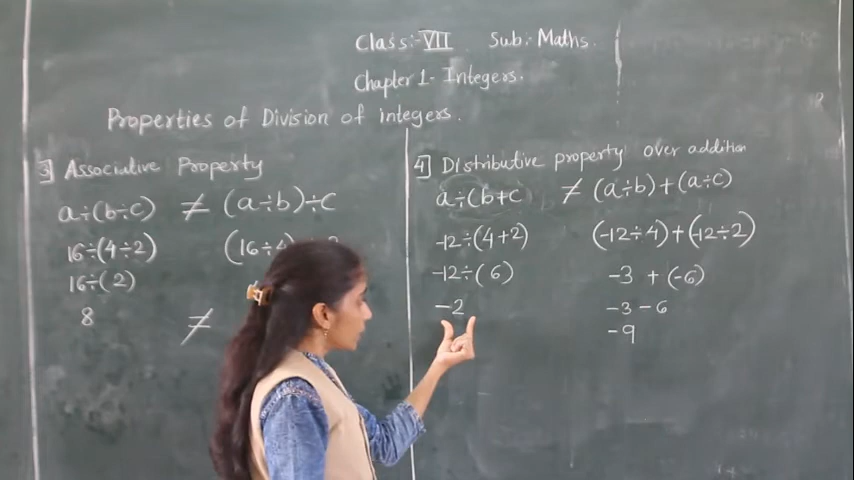 Class:- VII Sub:- Maths.
Chapter 1 - Integers.
Properties of Division of integers.
3] Associative Property
a÷(b÷c) ≠ (a÷b)÷c
16÷(4÷2) (16÷4)
16÷(2)
8 ≠
4] Distributive property over addition
a÷(b+c ≠ (a÷b)+(a÷c)
-12÷(4+2) (-12÷4)+(-12÷2)
-12÷(6) -3 + (-6)
-2 -3 - 6
-9